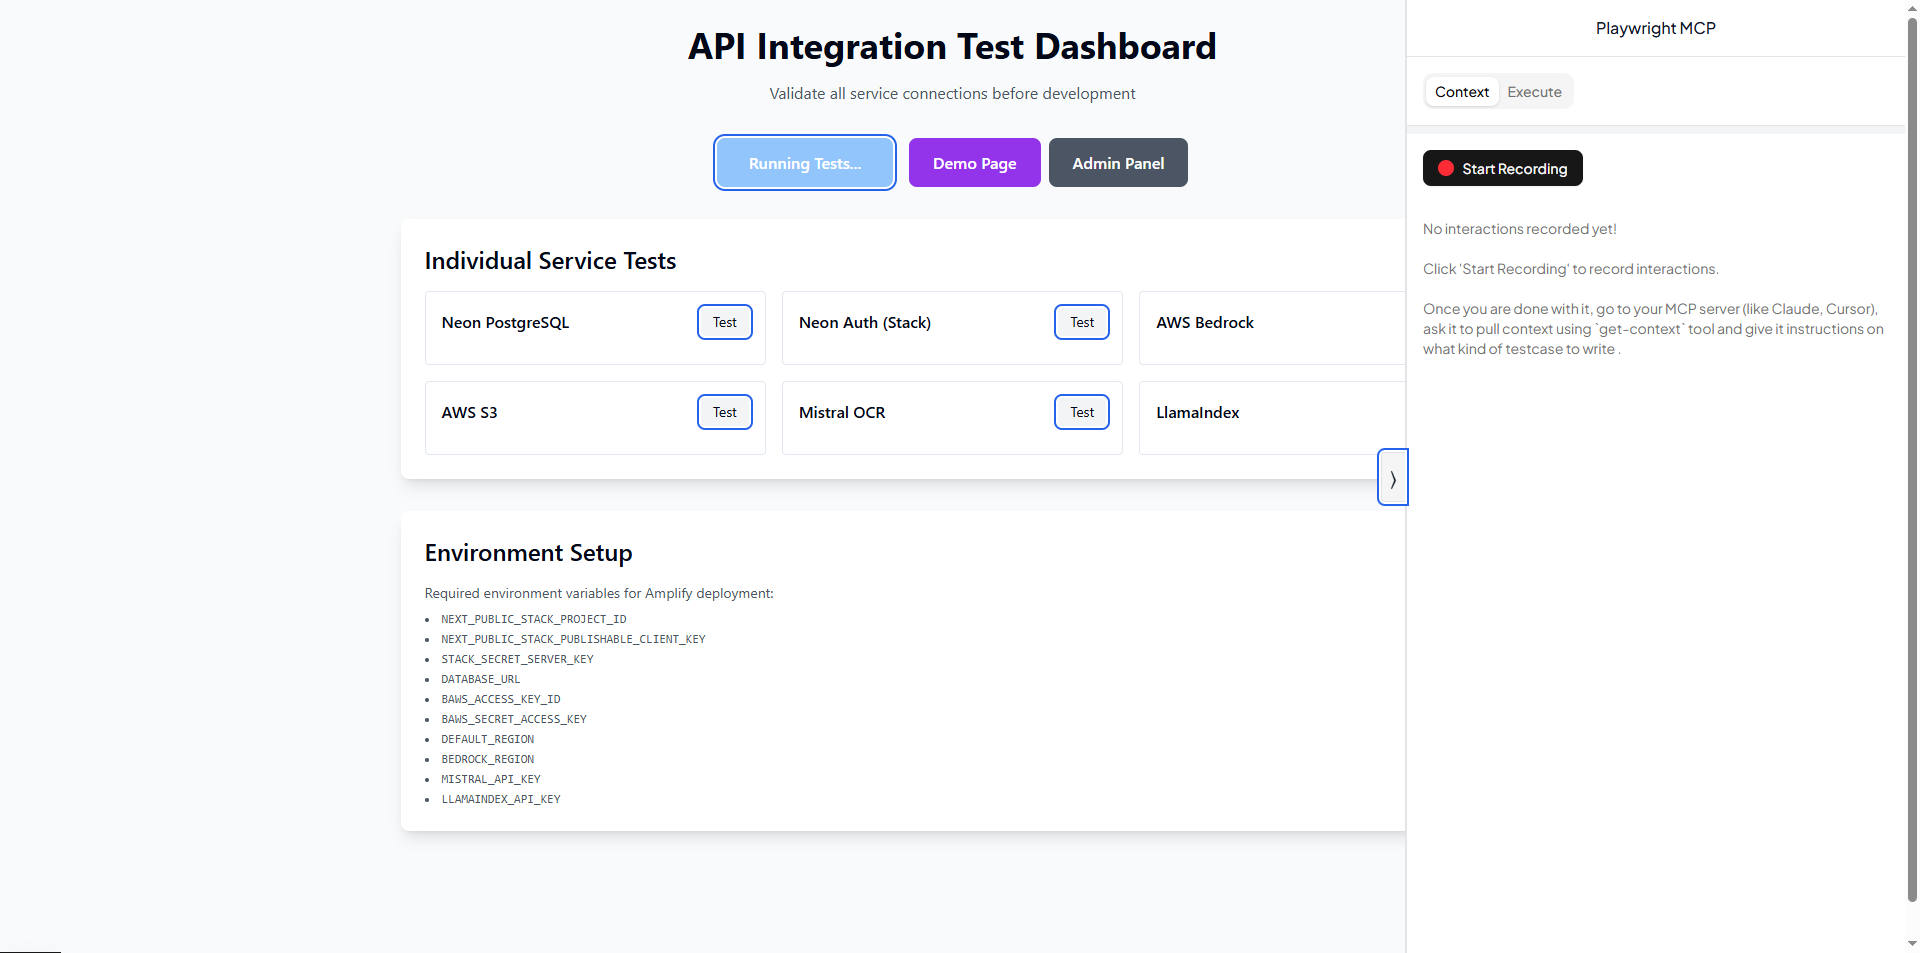 API Integration Test Dashboard
Validate all service connections before development
Running Tests...
Demo Page
Admin Panel
Individual Service Tests
Neon PostgreSQL
Test
Neon Auth (Stack)
Test
AWS Bedrock
AWS S3
Test
Mistral OCR
Test
LlamaIndex
Environment Setup
Required environment variables for Amplify deployment:
NEXT_PUBLIC_STACK_PROJECT_ID
NEXT_PUBLIC_STACK_PUBLISHABLE_CLIENT_KEY
STACK_SECRET_SERVER_KEY
DATABASE_URL
BAWS_ACCESS_KEY_ID
BAWS_SECRET_ACCESS_KEY
DEFAULT_REGION
BEDROCK_REGION
MISTRAL_API_KEY
LLAMAINDEX_API_KEY
⟩
Playwright MCP
Context
Execute
Start Recording
No interactions recorded yet!
Click 'Start Recording' to record interactions.
Once you are done with it, go to your MCP server (like Claude, Cursor),
ask it to pull context using `get-context` tool and give it instructions on
what kind of testcase to write .